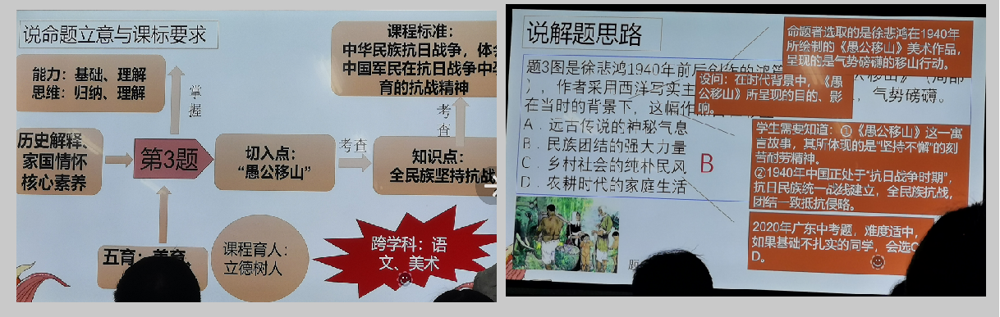 说命题立意与课标要求
能力：基础、理解
思维：归纳、理解
掌
握
课程标准：
中华民族抗日战争，体
中国军民在抗日战争中
育的抗战精神
考
查
历史解释、
家国情怀
核心素养
第3题
切入点：
“愚公移山”
考查
知识点：
全民族坚持抗战
五育：美育
课程育人：
立德树人
跨学科：语
文、美术
说解题思路
命题者选取的是徐悲鸿在1940年
所绘制的《愚公移山》美术作品，
呈现的是气势磅礴的移山行动。
题3图是徐悲鸿1940年前后创作的
），作者采用西洋写实主
气势磅礴。
在当时的背景下，这幅作
设问：在时代背景中，《愚
公移山》所呈现的目的、影
响。
A．远古传说的神秘气息
B．民族团结的强大力量
C．乡村社会的纯朴民风
D．农耕时代的家庭生活
B
学生需要知道：①《愚公移山》这一寓
言故事，其所体现的是“坚持不懈”的刻
苦耐劳精神。
②1940年中国正处于“抗日战争时期”，
抗日民族统一战线建立，全民族抗战，
团结一致抵抗侵略。
2020年广东中考题，难度适中，
如果基础不扎实的同学，会选C
D。